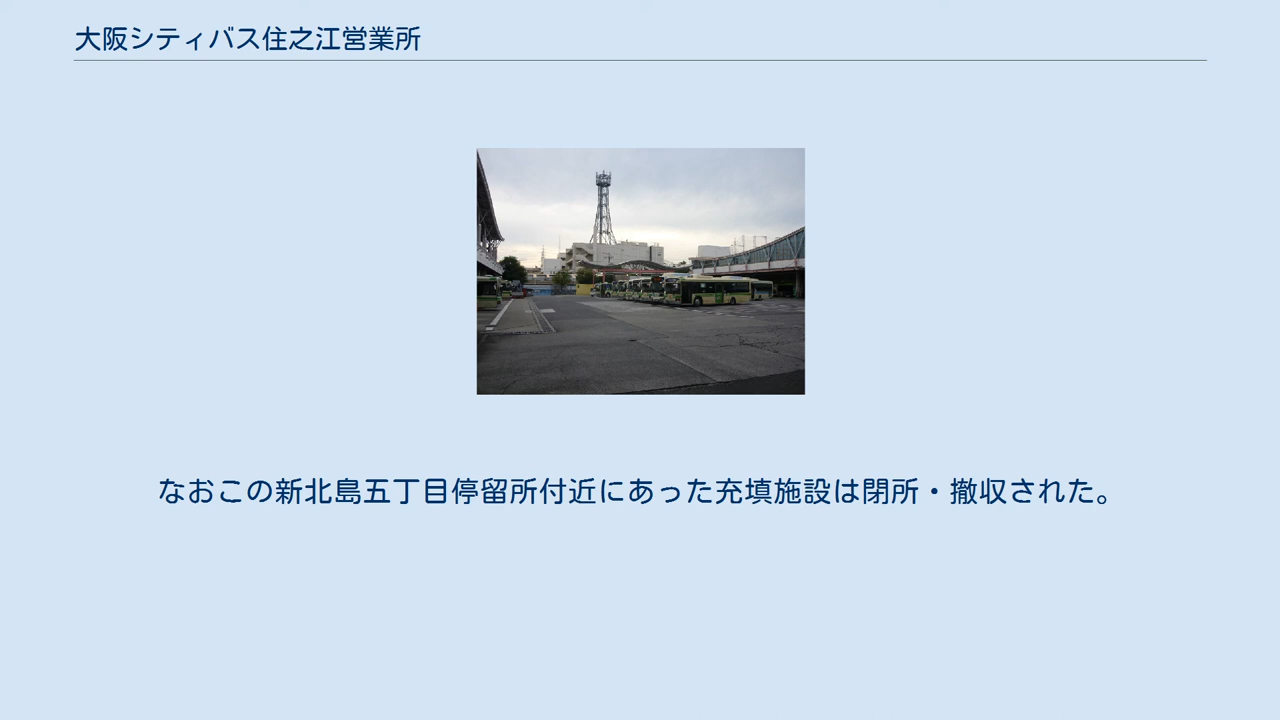 大阪シティバス住之江営業所
なおこの新北島五丁目停留所付近にあった充填施設は閉所・撤収された。